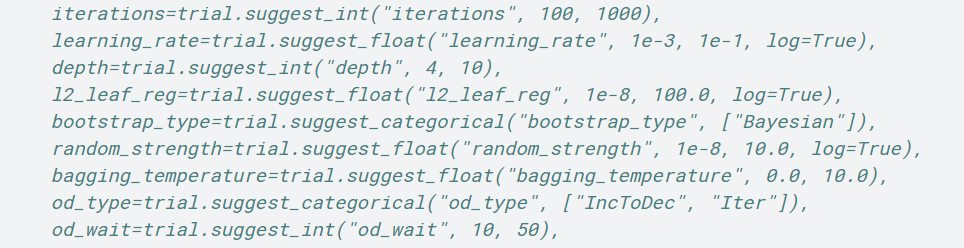 iterations=trial.suggest_int("iterations", 100, 1000),
learning_rate=trial.suggest_float("learning_rate", 1e-3, 1e-1, log=True),
depth=trial.suggest_int("depth", 4, 10),
l2_leaf_reg=trial.suggest_float("l2_leaf_reg", 1e-8, 100.0, log=True),
bootstrap_type=trial.suggest_categorical("bootstrap_type", ["Bayesian"]),
random_strength=trial.suggest_float("random_strength", 1e-8, 10.0, log=True),
bagging_temperature=trial.suggest_float("bagging_temperature", 0.0, 10.0),
od_type=trial.suggest_categorical("od_type", ["IncToDec", "Iter"]),
od_wait=trial.suggest_int("od_wait", 10, 50),